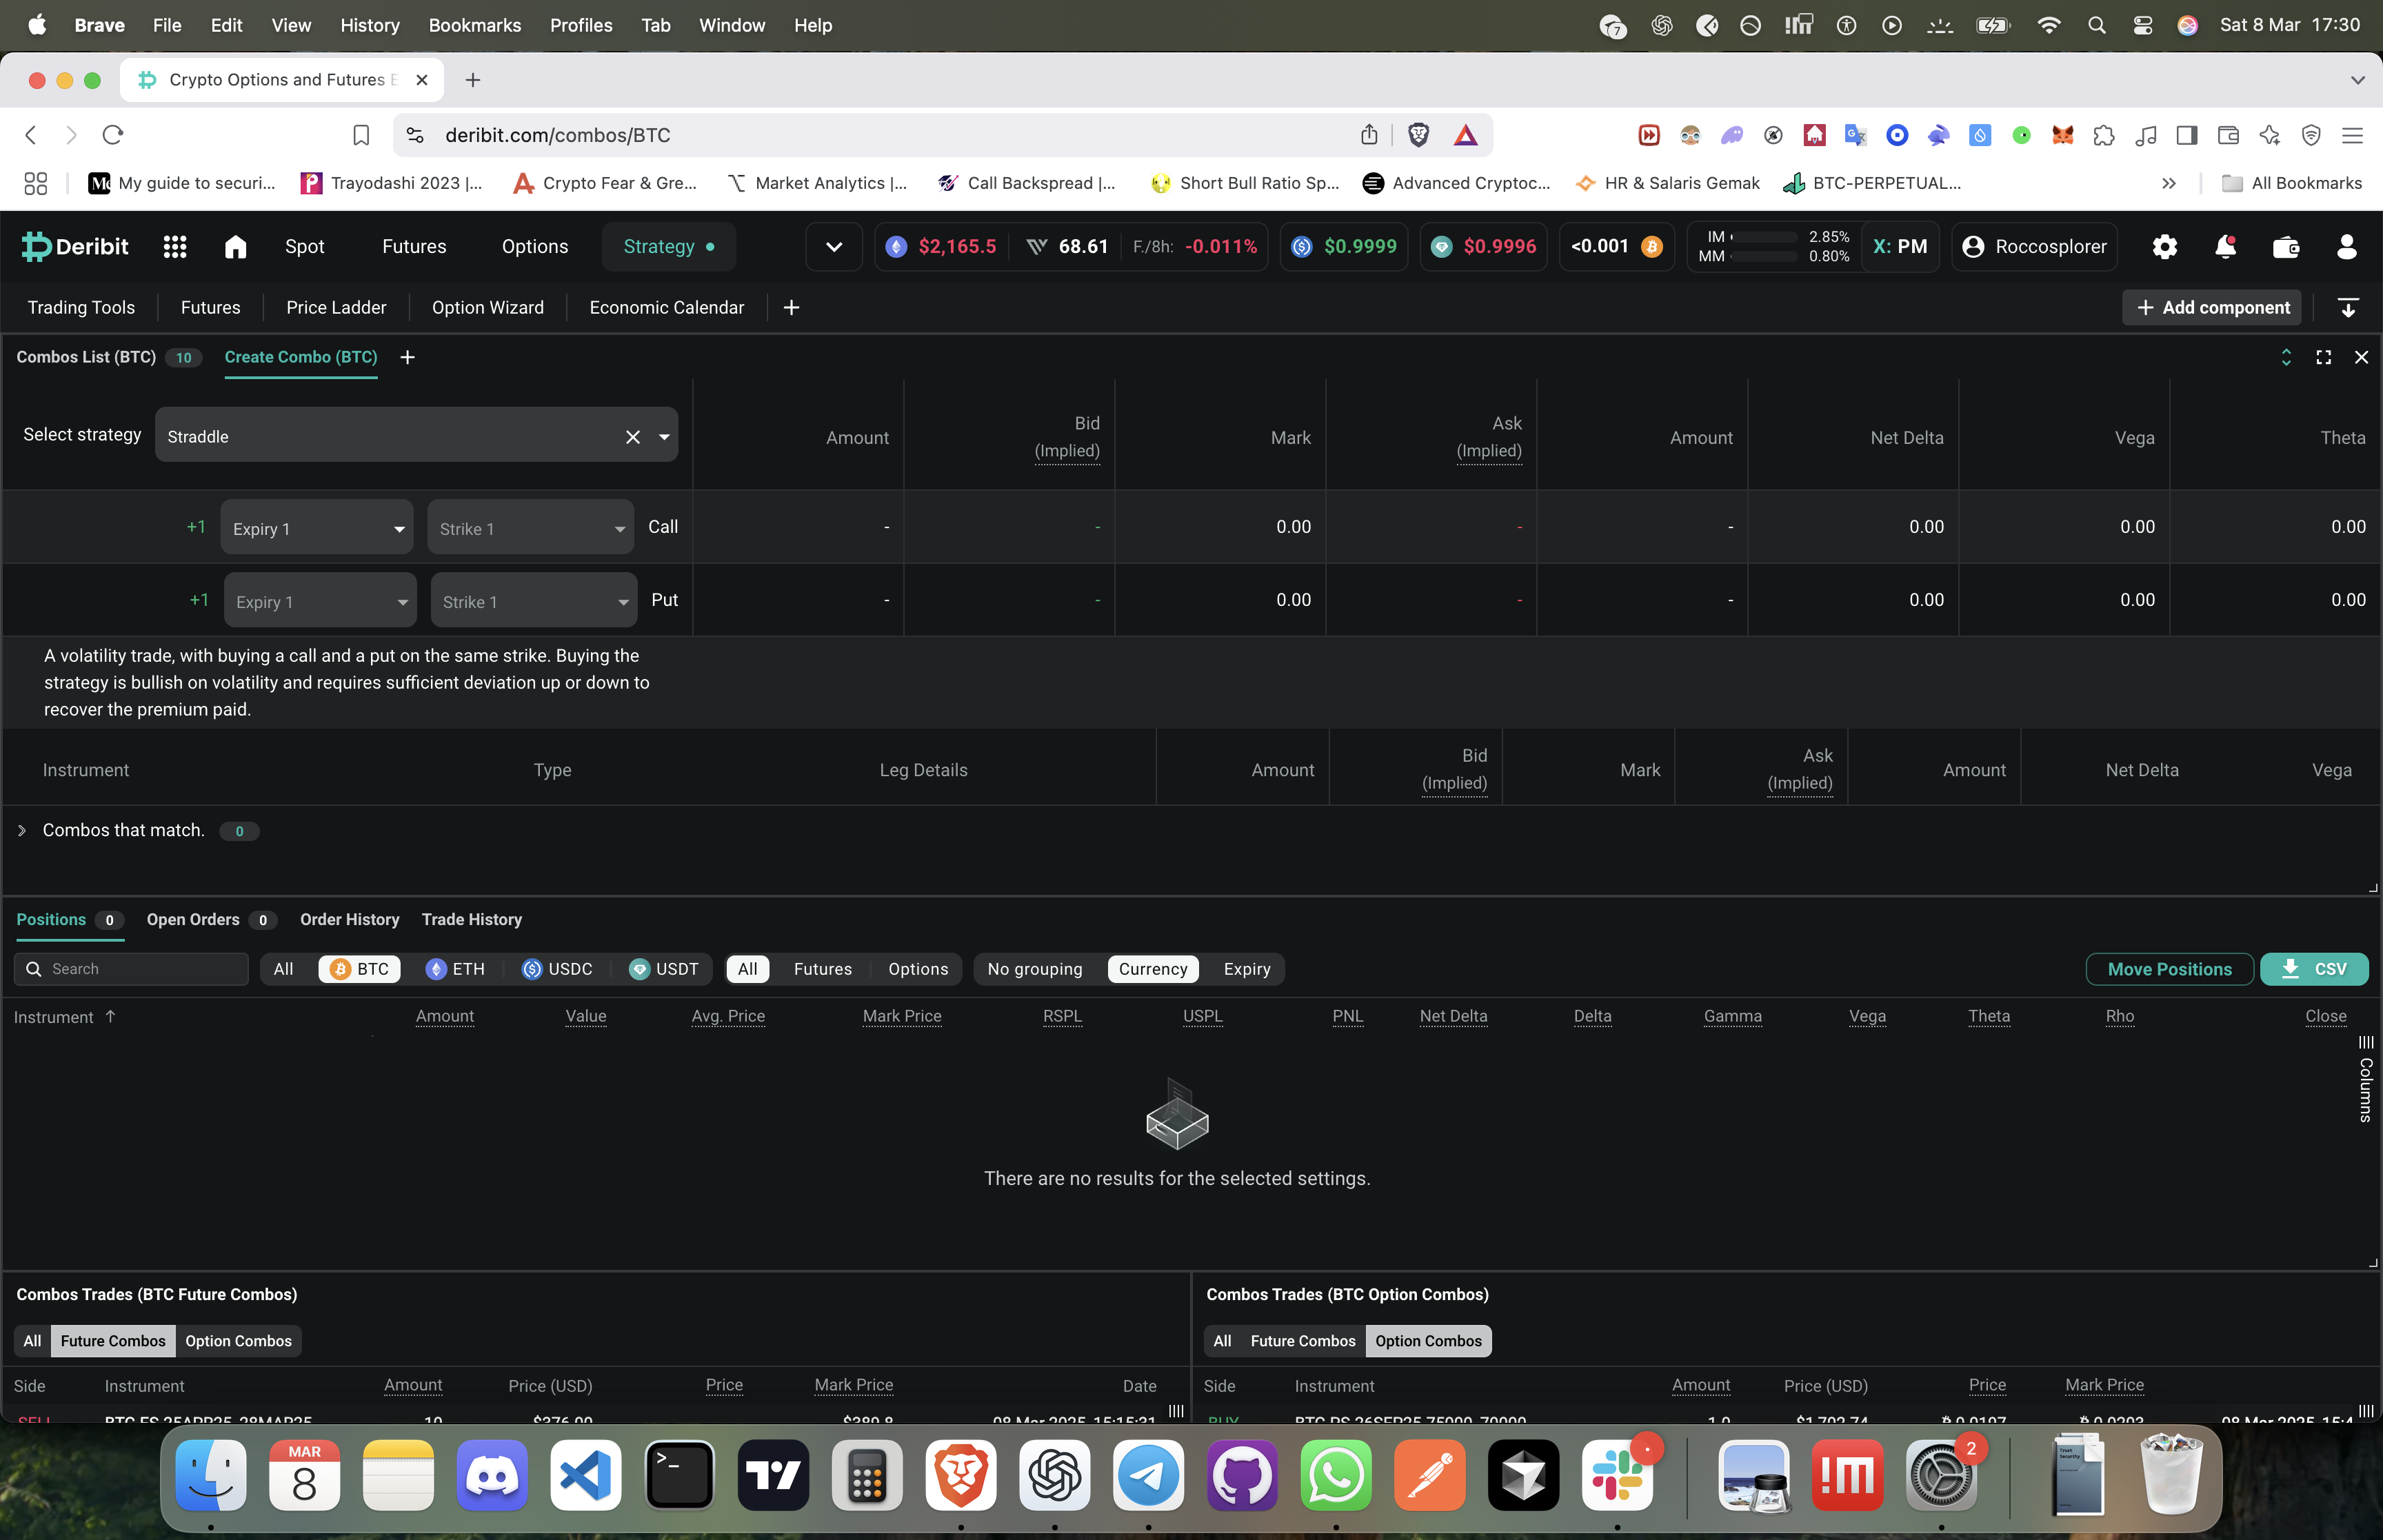 Brave File Edit View History Bookmarks Profiles Tab Window Help 7 Sat 8 Mar 17:30
Crypto Options and Futures E
deribit.com/combos/BTC
My guide to securi... Trayodashi 2023 |... Crypto Fear & Gre... Market Analytics |... Call Backspread |... Short Bull Ratio Sp... Advanced Cryptoc... HR & Salaris Gemak BTC-PERPETUAL... All Bookmarks
Deribit Spot Futures Options Strategy $2,165.5 68.61 F./8h: -0.011% $0.9999 $0.9996 <0.001 IM 2.85% MM 0.80% X: PM Roccosplorer
Trading Tools Futures Price Ladder Option Wizard Economic Calendar + + Add component
Combos List (BTC) 10 Create Combo (BTC) +
Select strategy Straddle Amount Bid (Implied) Mark Ask (Implied) Amount Net Delta Vega Theta
+1 Expiry 1 Strike 1 Call - - 0.00 - - 0.00 0.00 0.00
+1 Expiry 1 Strike 1 Put - - 0.00 - - 0.00 0.00 0.00
A volatility trade, with buying a call and a put on the same strike. Buying the
strategy is bullish on volatility and requires sufficient deviation up or down to
recover the premium paid.
Instrument Type Leg Details Amount Bid (Implied) Mark Ask (Implied) Amount Net Delta Vega
Combos that match. 0
Positions 0 Open Orders 0 Order History Trade History
Search All BTC ETH USDC USDT All Futures Options No grouping Currency Expiry Move Positions CSV
Instrument Amount Value Avg. Price Mark Price RSPL USPL PNL Net Delta Delta Gamma Vega Theta Rho Close
Columns
There are no results for the selected settings.
Combos Trades (BTC Future Combos) Combos Trades (BTC Option Combos)
All Future Combos Option Combos All Future Combos Option Combos
Side Instrument Amount Price (USD) Price Mark Price Date Side Instrument Amount Price (USD) Price Mark Price
SELL BTC-FS-25APR25_28MAR25 10 $376.00 $380.8 08 Mar 2025, 15:15:31 BUY BTC-PS-26SEP25-75000_70000 1.0 $1,702.74 ₿ 0.0197 ₿ 0.0203 08 Mar 2025, 15:4
MAR
8
2